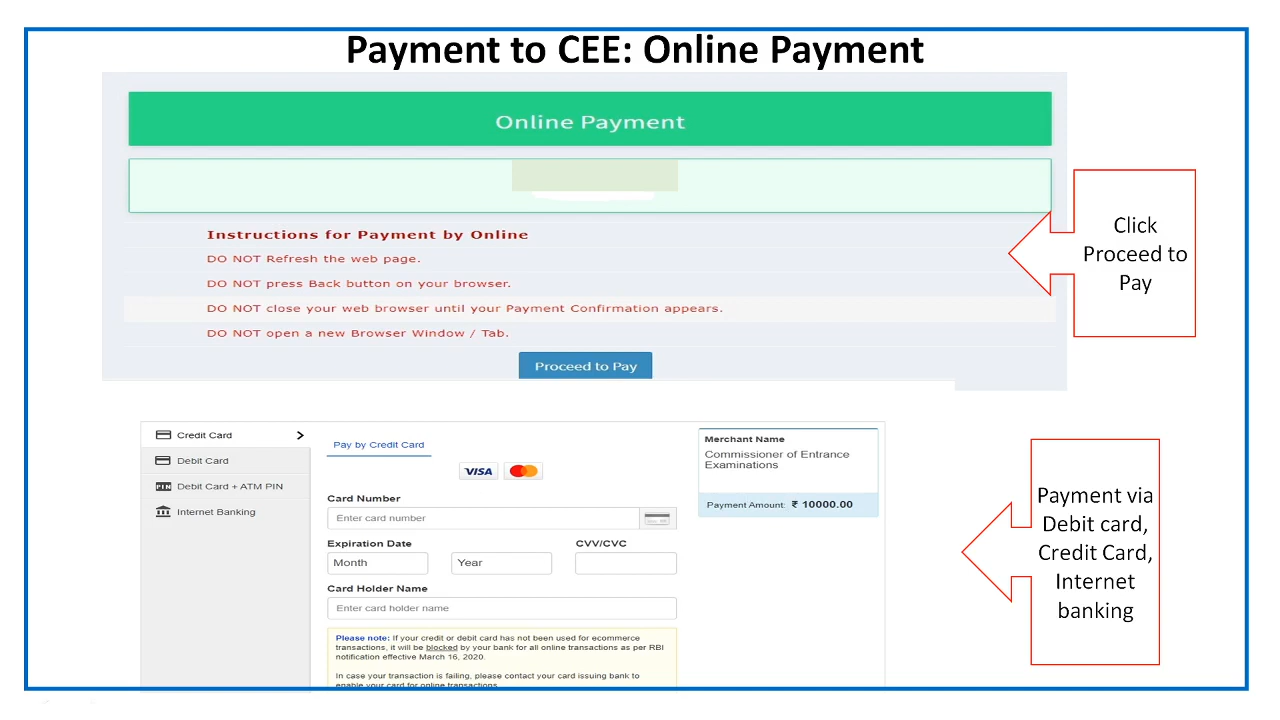 Payment to CEE: Online Payment
Online Payment
Instructions for Payment by Online
DO NOT Refresh the web page.
DO NOT press Back button on your browser.
DO NOT close your web browser until your Payment Confirmation appears.
DO NOT open a new Browser Window / Tab.
Proceed to Pay
Click
Proceed to
Pay
Credit Card
Debit Card
PIN Debit Card + ATM PIN
Internet Banking
Pay by Credit Card
VISA
Card Number
Enter card number
Expiration Date
CVV/CVC
Month
Year
Card Holder Name
Enter card holder name
Please note: If your credit or debit card has not been used for ecommerce
transactions, it will be blocked by your bank for all online transactions as per RBI
notification effective March 16, 2020.
In case your transaction is failing, please contact your card issuing bank to
enable your card for online transactions.
Merchant Name
Commissioner of Entrance
Examinations
Payment Amount: ₹ 10000.00
Payment via
Debit card,
Credit Card,
Internet
banking